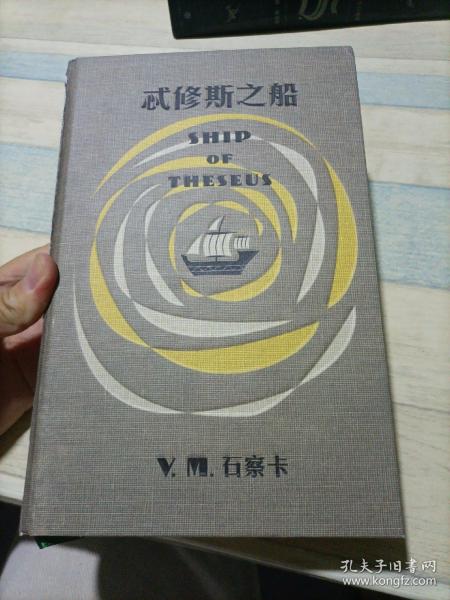 忒修斯之船
SHIP
OF
THESEUS
V. M. 石察卡
孔夫子旧书网
www.kongfz.com